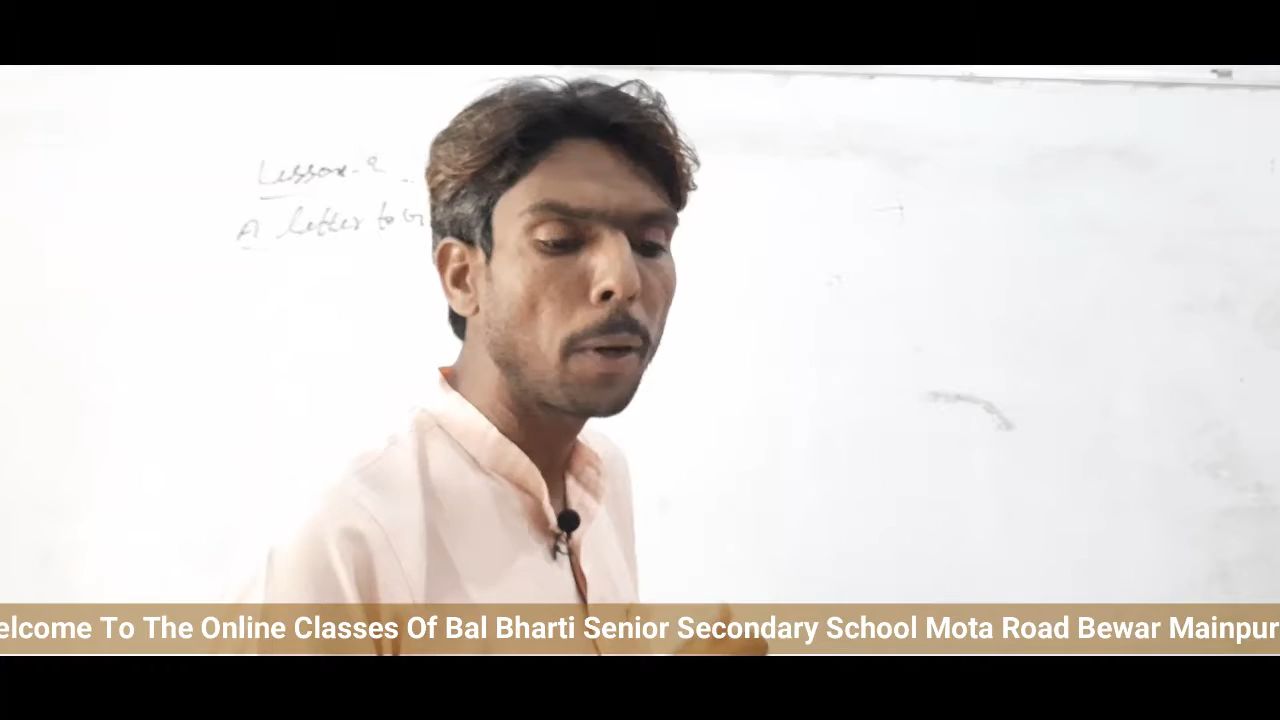 Lesson-2
A letter to G
elcome To The Online Classes Of Bal Bharti Senior Secondary School Mota Road Bewar Mainpur